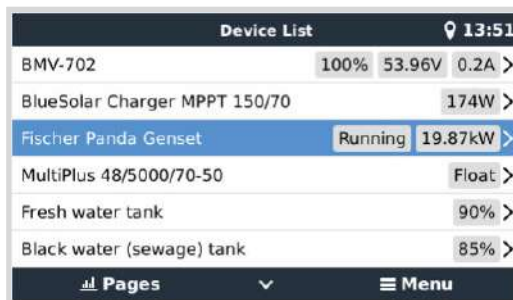 Device List 13:51
BMV-702 100% 53.96V 0.2A
BlueSolar Charger MPPT 150/70 174W
Fischer Panda Genset Running 19.87kW
MultiPlus 48/5000/70-50 Float
Fresh water tank 90%
Black water (sewage) tank 85%
Pages Menu